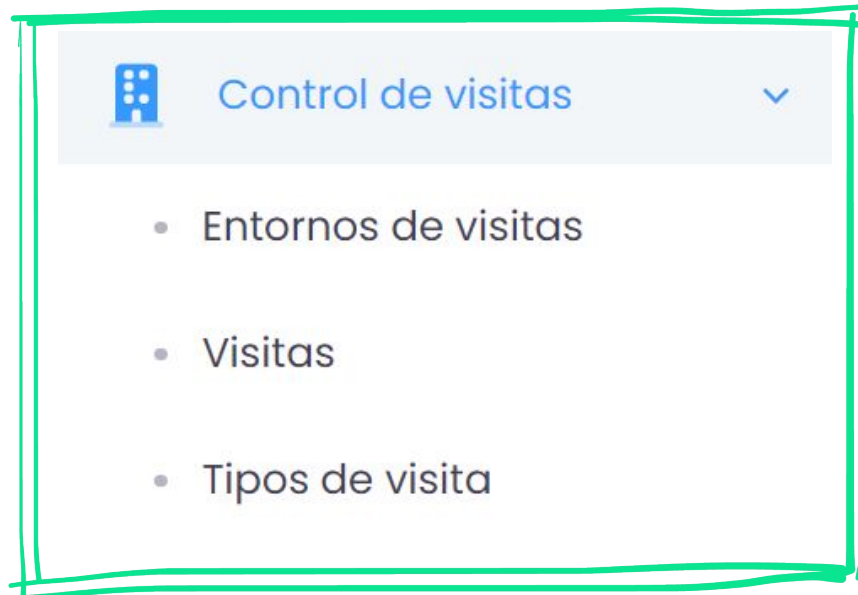 Control de visitas
Entornos de visitas
Visitas
Tipos de visita